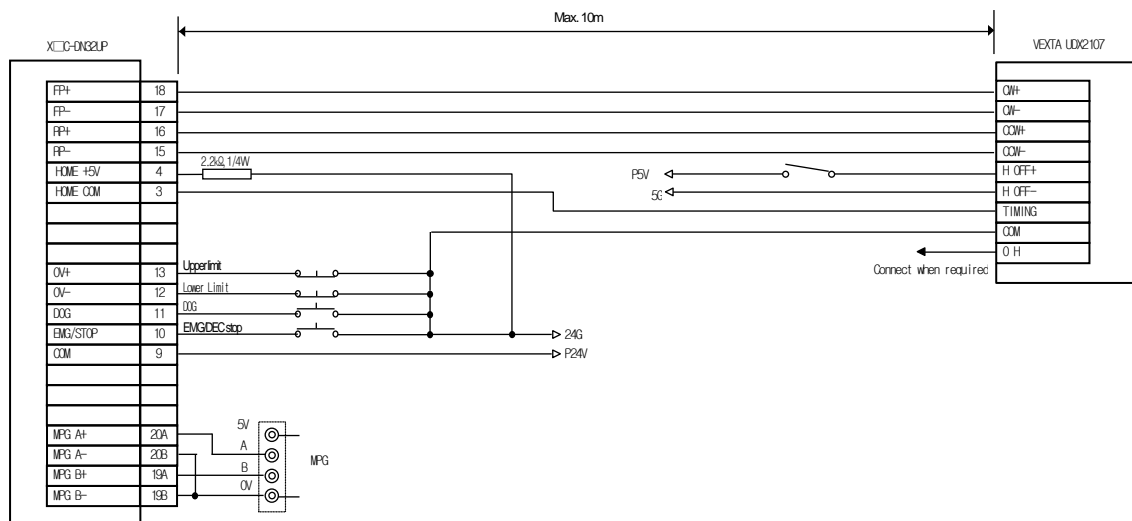 Max. 10m
X□C-DN32UP
VEXTA UDX2107
FP+ 18
CW+
FP- 17
CW-
RP+ 16
CCW+
RP- 15
CCW-
HOME +5V 4
2.2kΩ, 1/4W
P5V
H OFF+
HOME COM 3
5G
H OFF-
TIMING
COM
O H
Connect when required
OV+ 13
Upper limit
OV- 12
Lower Limit
DOG 11
DOG
EMG/STOP 10
EMG/DEC stop
24G
COM 9
P24V
MPG A+ 20A
5V
MPG A- 20B
A
MPG
MPG B+ 19A
B
MPG B- 19B
0V